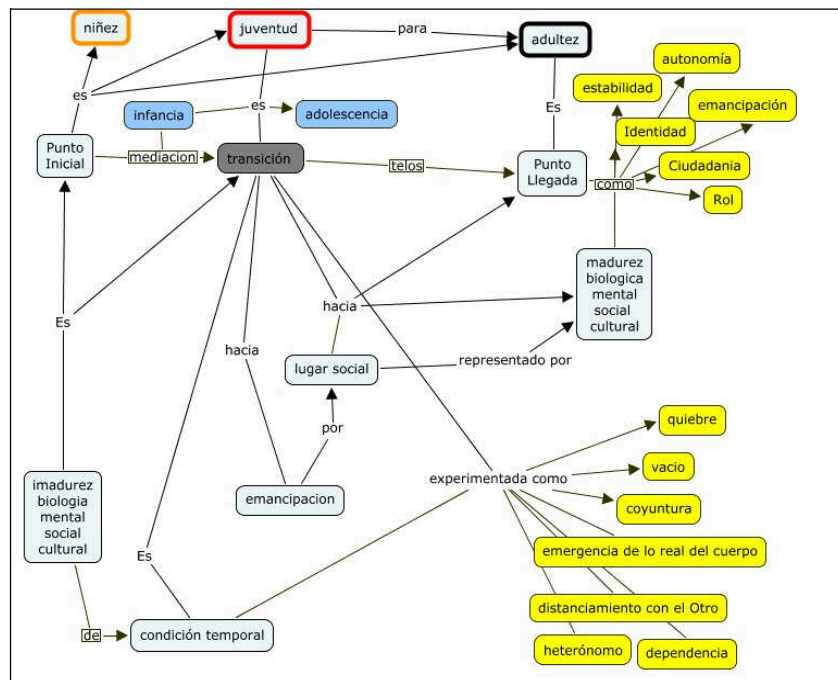 niñez
juventud
para
adultez
autonomía
estabilidad
es
infancia
es
adolescencia
Es
emancipación
Identidad
Punto
Inicial
mediacion
transición
telos
Punto
Llegada
como
Ciudadania
Rol
madurez
biologica
mental
social
cultural
Es
hacia
hacia
lugar social
representado por
por
quiebre
experimentada como
vacio
imadurez
biologia
mental
social
cultural
emancipacion
coyuntura
emergencia de lo real del cuerpo
Es
distanciamiento con el Otro
de
condición temporal
heterónomo
dependencia